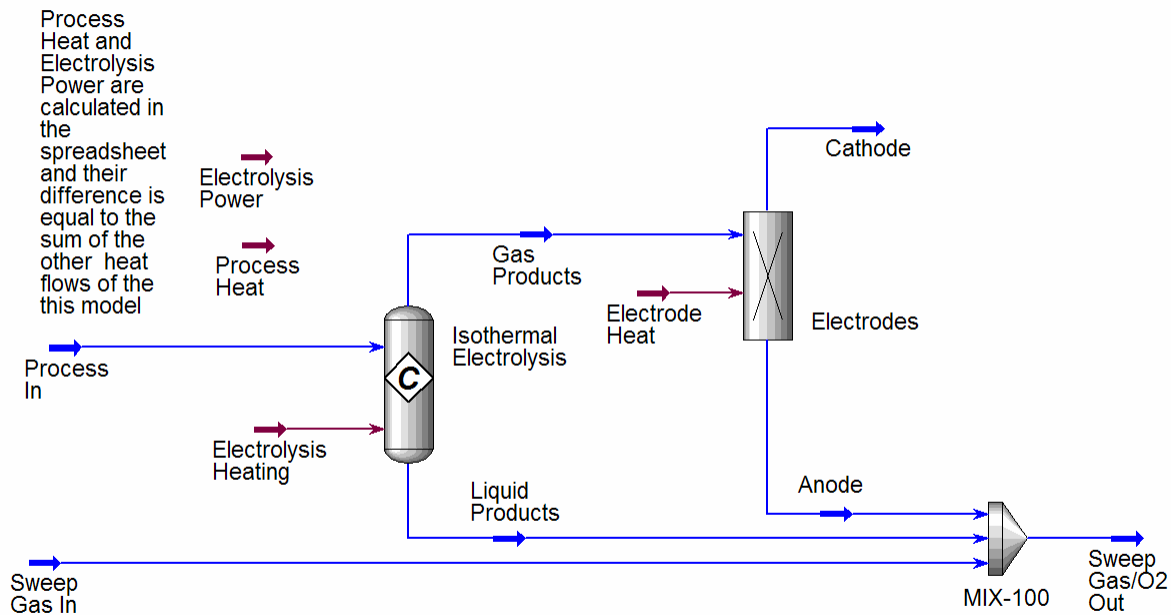 Process
Heat and
Electrolysis
Power are
calculated in
the
spreadsheet
and their
difference is
equal to the
sum of the
other heat
flows of the
this model
Electrolysis
Power
Process
Heat
Cathode
Gas
Products
Electrode
Heat
Electrodes
Isothermal
Electrolysis
C
Process
In
Electrolysis
Heating
Liquid
Products
Anode
Sweep
Gas In
MIX-100
Sweep
Gas/O2
Out